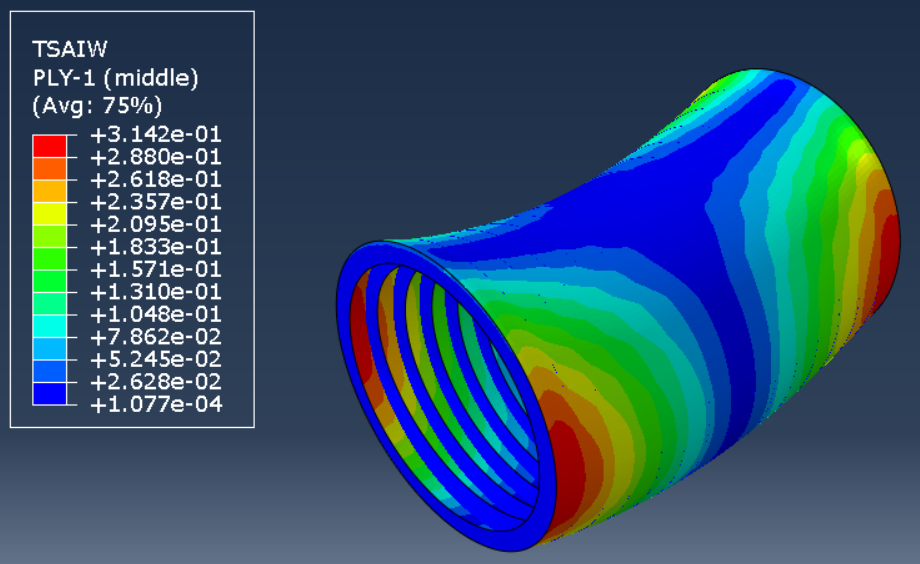 TSAIW
PLY-1 (middle)
(Avg: 75%)
+3.142e-01
+2.880e-01
+2.618e-01
+2.357e-01
+2.095e-01
+1.833e-01
+1.571e-01
+1.310e-01
+1.048e-01
+7.862e-02
+5.245e-02
+2.628e-02
+1.077e-04